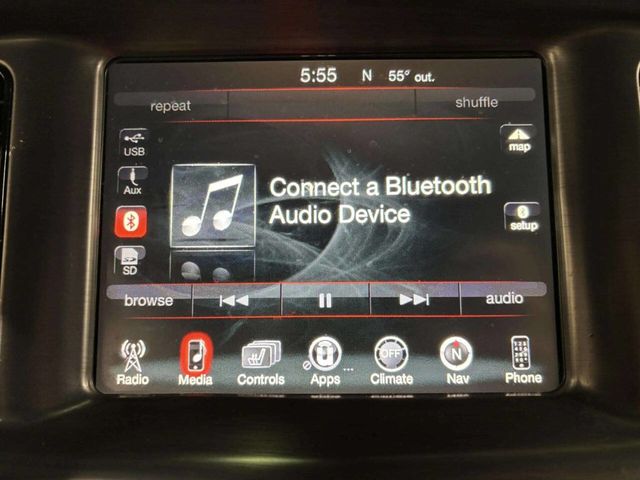 5:55 N 55° out.
repeat shuffle
USB
map
Aux
Connect a Bluetooth
Audio Device
setup
SD
browse audio
OFF N
Radio Media Controls Apps ... Climate Nav Phone